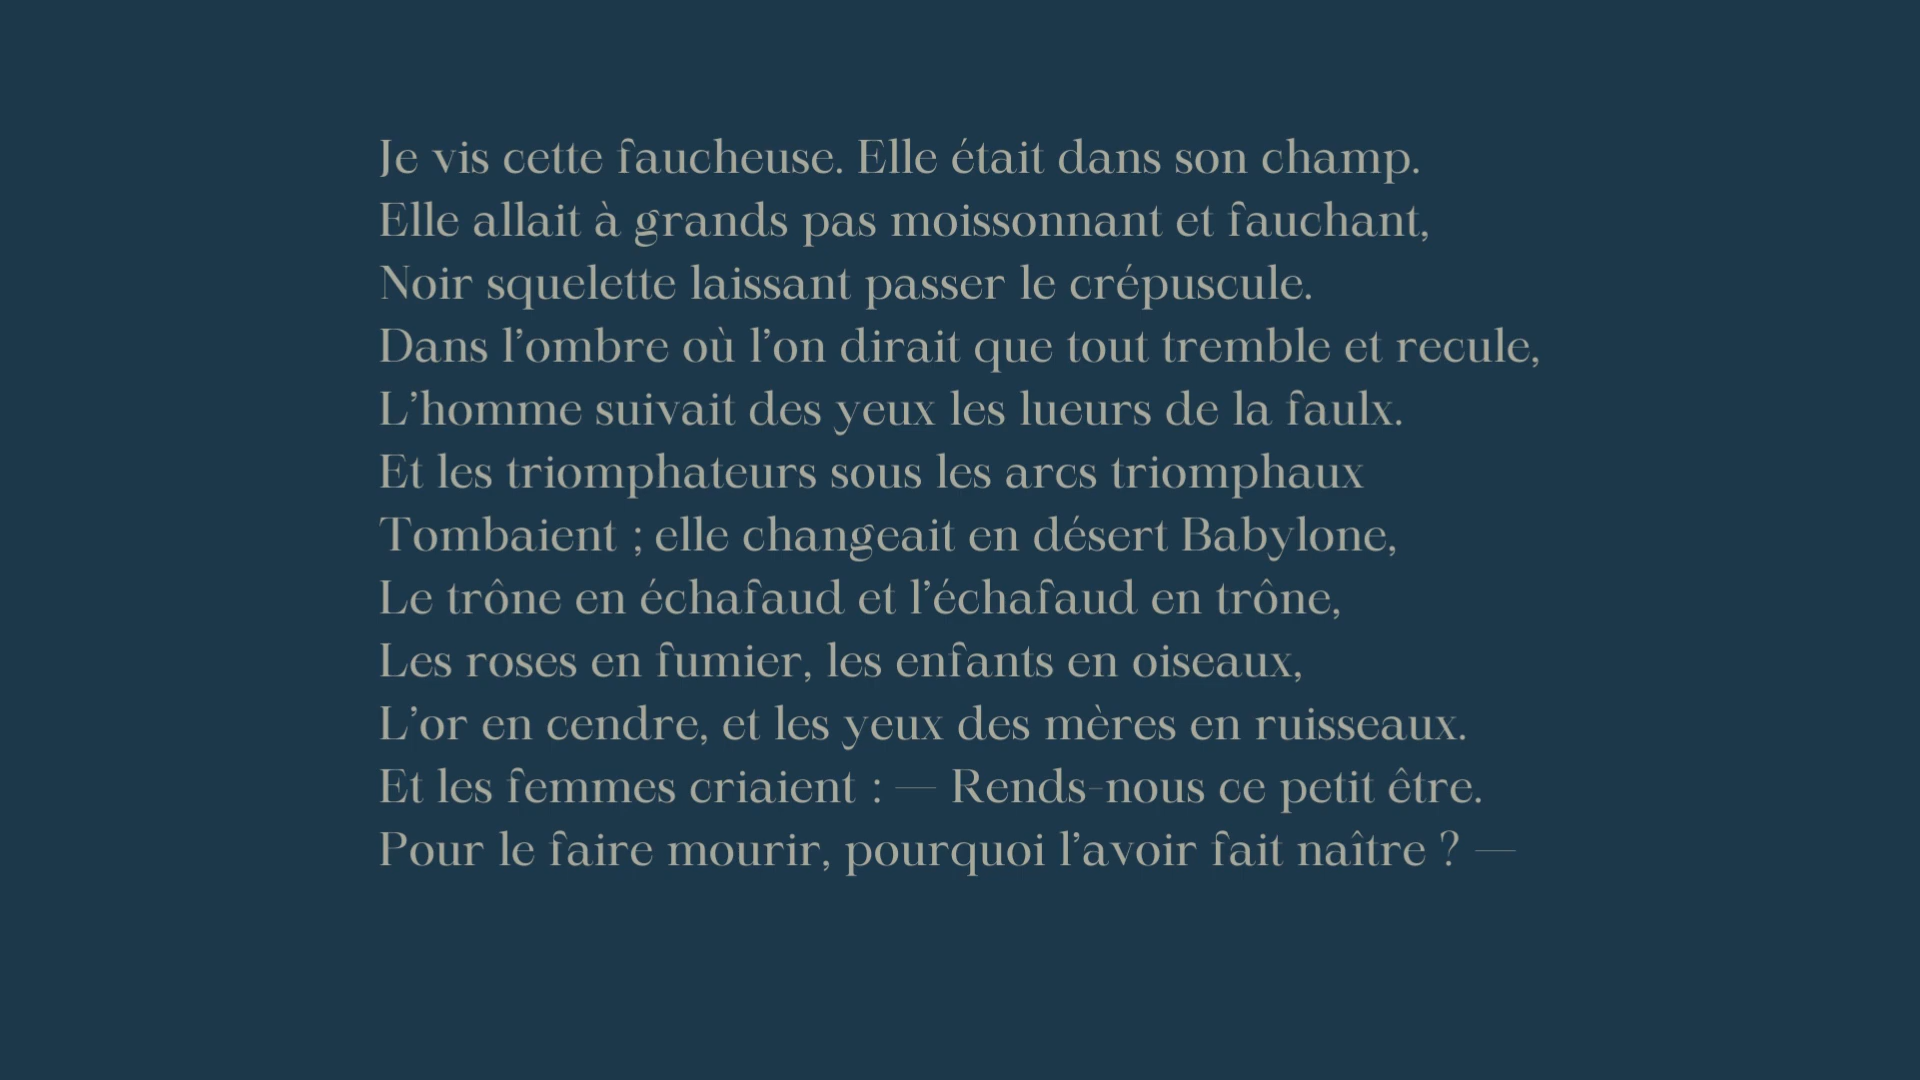 Je vis cette faucheuse. Elle était dans son champ.
Elle allait à grands pas moissonnant et fauchant,
Noir squelette laissant passer le crépuscule.
Dans l’ombre où l’on dirait que tout tremble et recule,
L’homme suivait des yeux les lueurs de la faulx.
Et les triomphateurs sous les arcs triomphaux
Tombaient ; elle changeait en désert Babylone,
Le trône en échafaud et l’échafaud en trône,
Les roses en fumier, les enfants en oiseaux,
L’or en cendre, et les yeux des mères en ruisseaux.
Et les femmes criaient : — Rends-nous ce petit être.
Pour le faire mourir, pourquoi l’avoir fait naître ? —